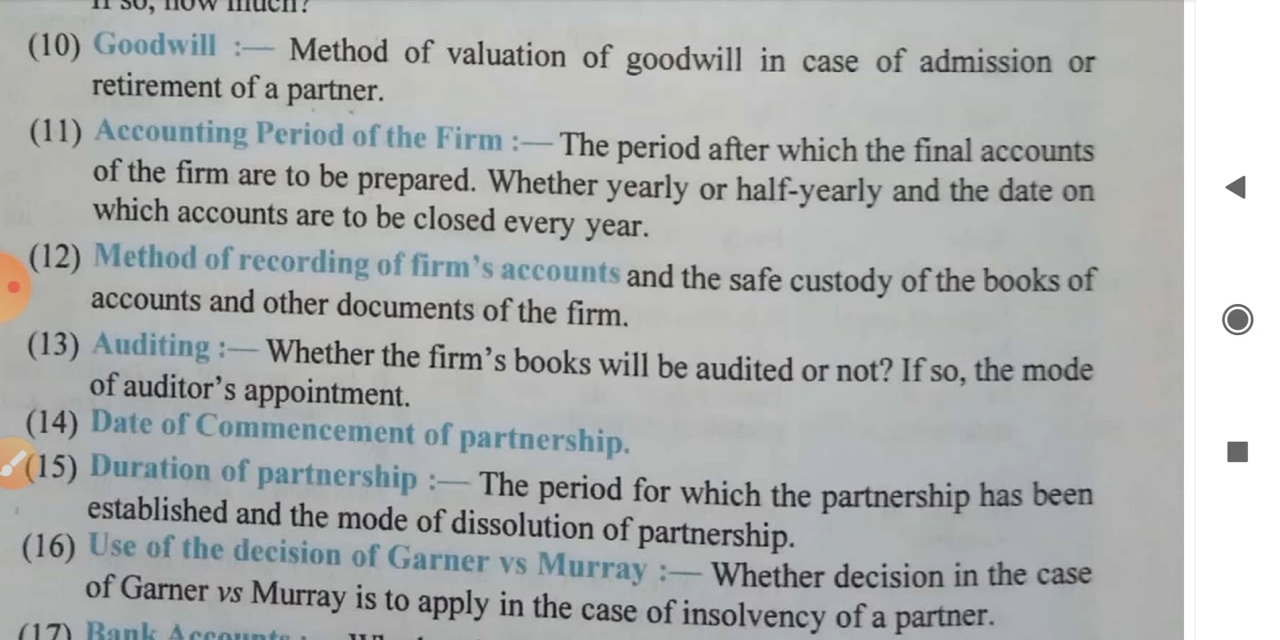 If so, how much?
(10) Goodwill :— Method of valuation of goodwill in case of admission or
retirement of a partner.
(11) Accounting Period of the Firm :— The period after which the final accounts
of the firm are to be prepared. Whether yearly or half-yearly and the date on
which accounts are to be closed every year.
(12) Method of recording of firm's accounts and the safe custody of the books of
accounts and other documents of the firm.
(13) Auditing :— Whether the firm's books will be audited or not? If so, the mode
of auditor's appointment.
(14) Date of Commencement of partnership.
(15) Duration of partnership :— The period for which the partnership has been
established and the mode of dissolution of partnership.
(16) Use of the decision of Garner vs Murray :— Whether decision in the case
of Garner vs Murray is to apply in the case of insolvency of a partner.
(17) Bank Accounts :—